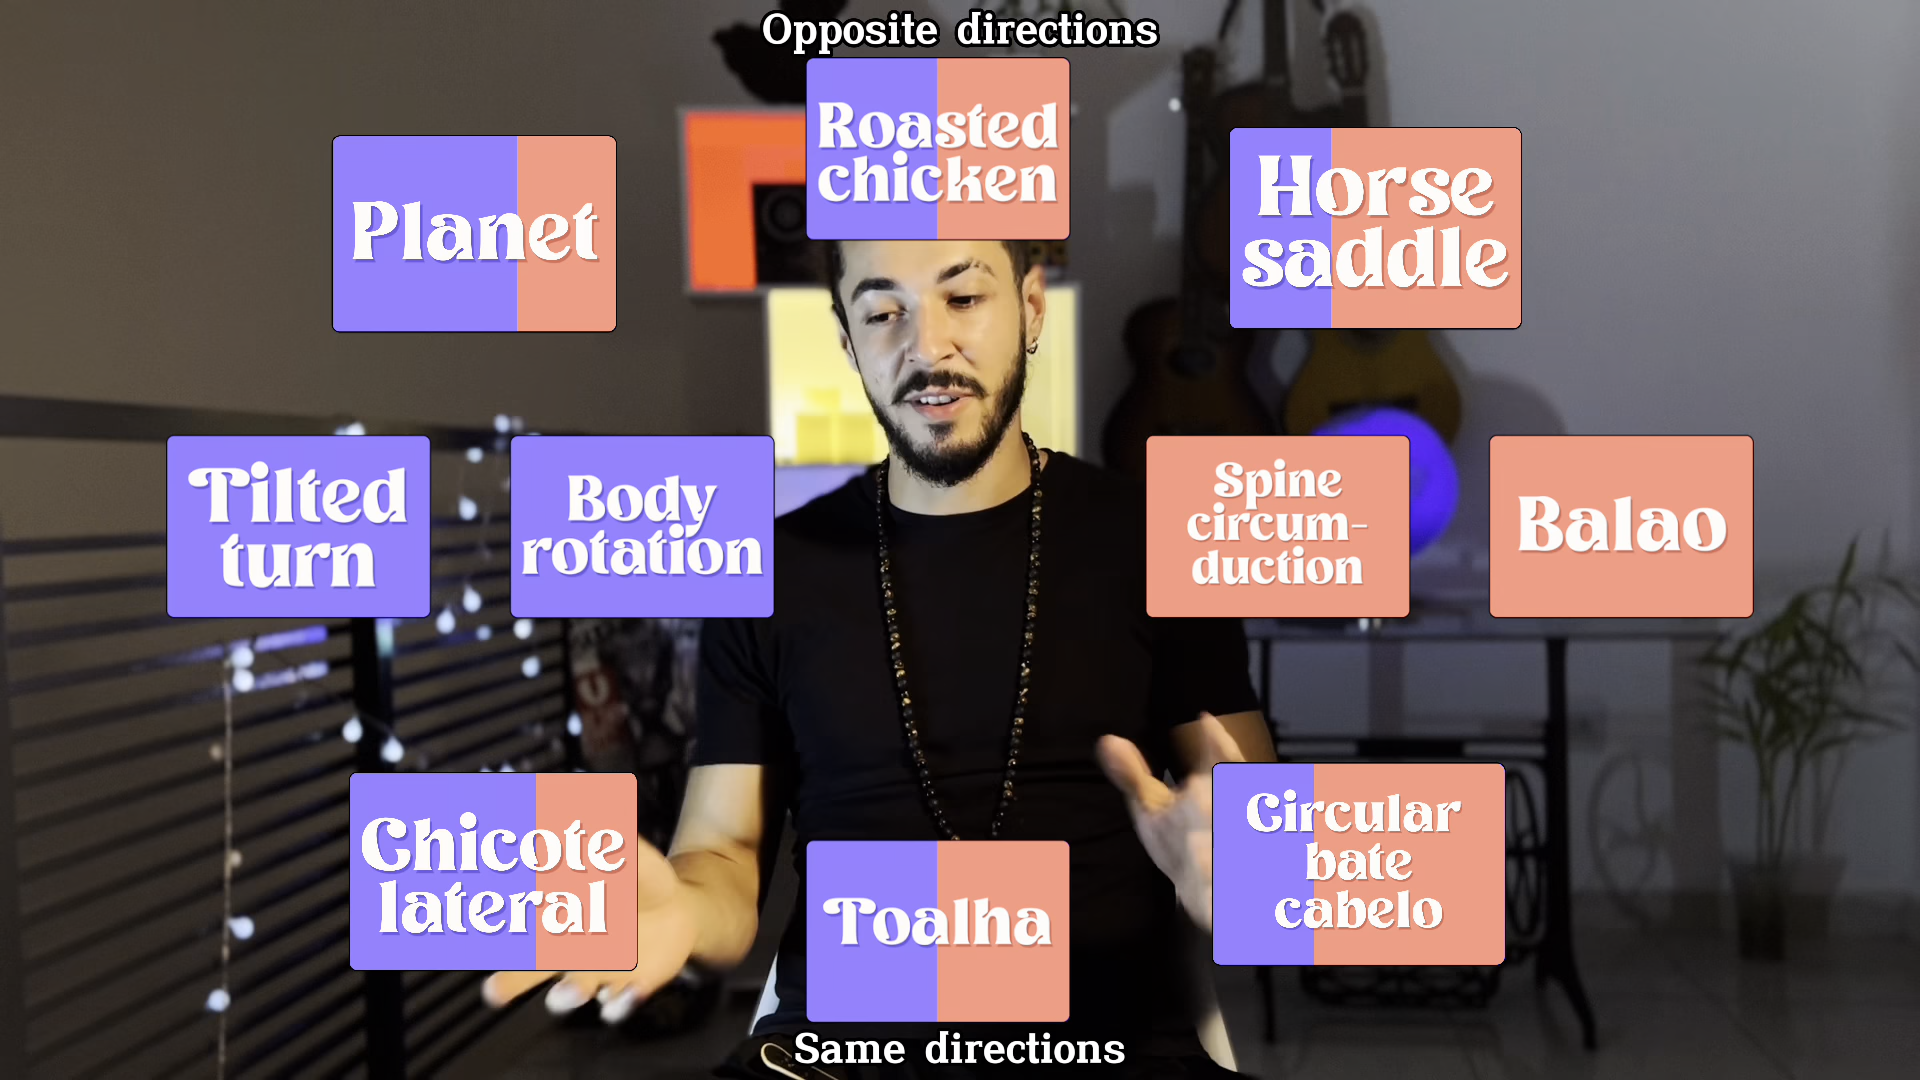 Opposite directions
Roasted
chicken
Planet
Horse
saddle
Tilted
turn
Body
rotation
Spine
circum-
duction
Balao
Chicote
lateral
Toalha
Circular
bate
cabelo
Same directions